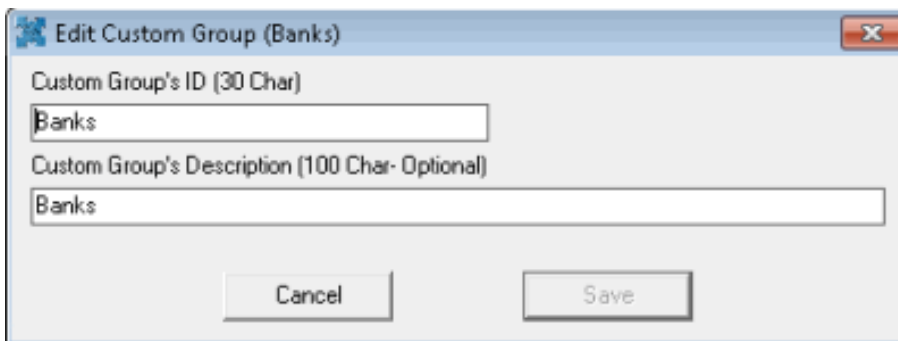 Edit Custom Group (Banks)
Custom Group's ID (30 Char)
Banks
Custom Group's Description (100 Char- Optional)
Banks
Cancel Save